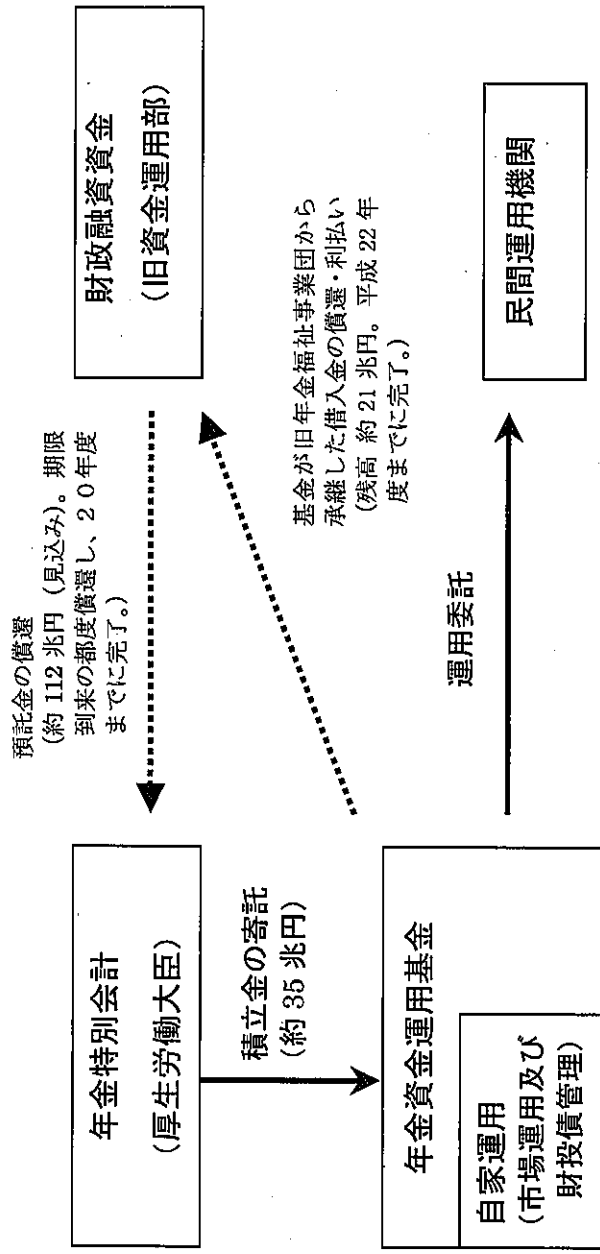 預託金の償還
(約 112 兆円（見込み）。期限
到来の都度償還し、２０年度
までに完了。)
年金特別会計
(厚生労働大臣)
財政融資資金
(旧資金運用部)
積立金の寄託
(約 35 兆円)
基金が旧年金福祉事業団から
承継した借入金の償還・利払い
(残高 約 21 兆円。平成 22 年
度までに完了。)
年金資金運用基金
自家運用
(市場運用及び
財投債管理)
運用委託
民間運用機関